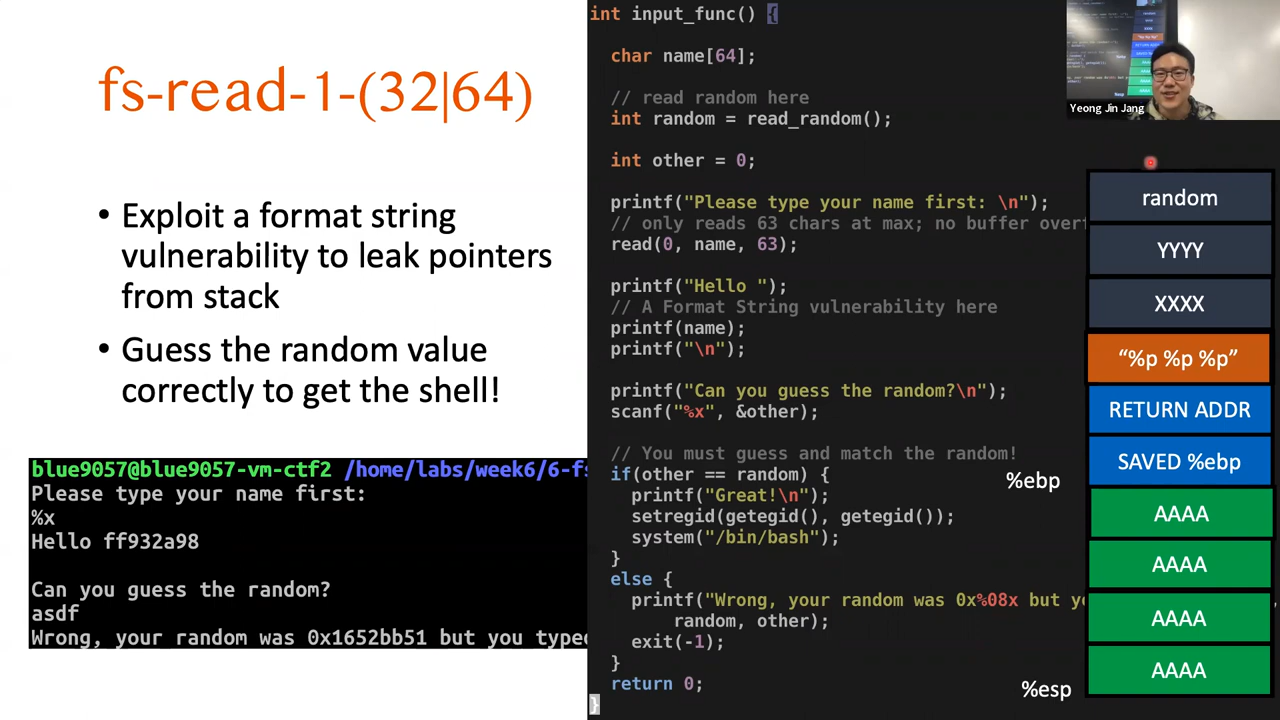 fs-read-1-(32|64)
• Exploit a format string
vulnerability to leak pointers
from stack
• Guess the random value
correctly to get the shell!
blue9057@blue9057-vm-ctf2 /home/labs/week6/6-fs
Please type your name first:
%x
Hello ff932a98
Can you guess the random?
asdf
Wrong, your random was 0x1652bb51 but you typed
int input_func() {
char name[64];
// read random here
int random = read_random();
int other = 0;
printf("Please type your name first: \n");
// only reads 63 chars at max; no buffer overf
read(0, name, 63);
printf("Hello ");
// A Format String vulnerability here
printf(name);
printf("\n");
printf("Can you guess the random?\n");
scanf("%x", &other);
// You must guess and match the random!
if(other == random) {
printf("Great!\n");
setregid(getegid(), getegid());
system("/bin/bash");
}
else {
printf("Wrong, your random was 0x%08x but yo
random, other);
exit(-1);
}
return 0;
}
Yeong Jin Jang
random
YYYY
XXXX
“%p %p %p”
RETURN ADDR
SAVED %ebp
%ebp
AAAA
AAAA
AAAA
AAAA
%esp